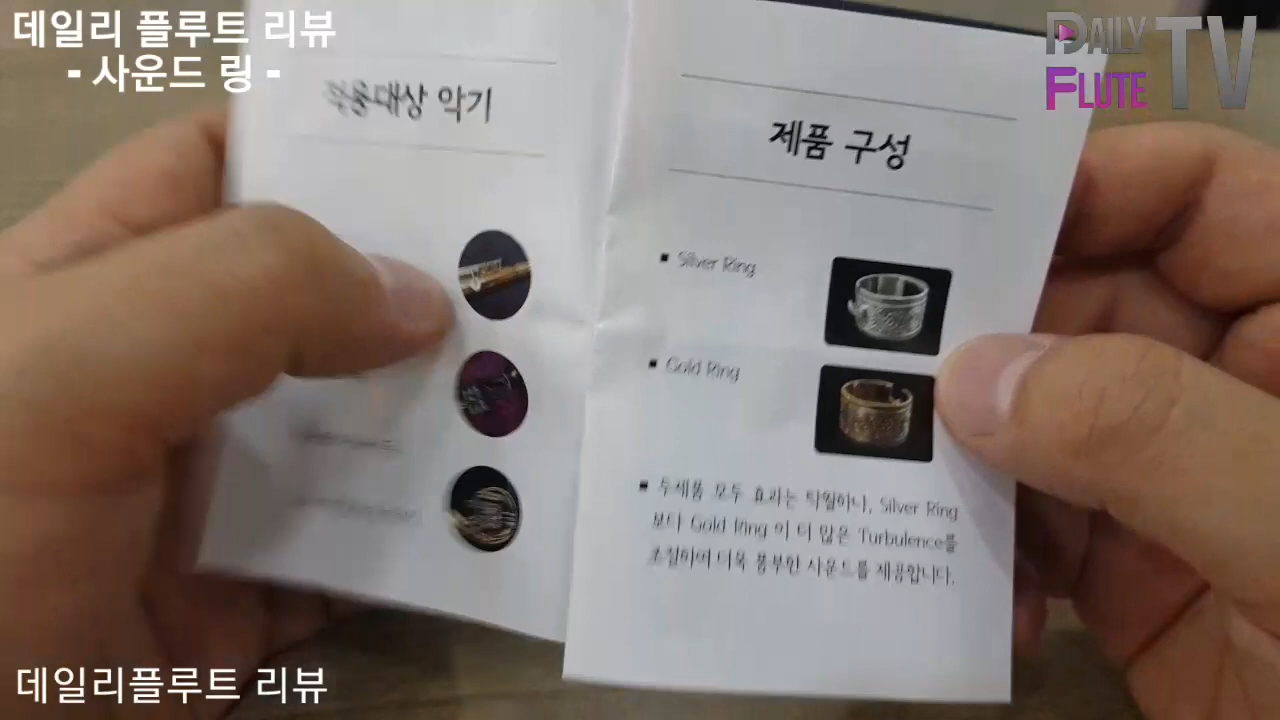 데일리 플루트 리뷰
- 사운드 링 -
DAILY
FLUTE TV
대상 악기
제품 구성
■ Silver Ring
■ Gold Ring
■ 두제품 모두 효과는 탁월하나, Silver Ring
보다 Gold Ring 이 더 많은 Turbulence를
조절하며 더욱 풍부한 사운드를 제공합니다.
데일리플루트 리뷰